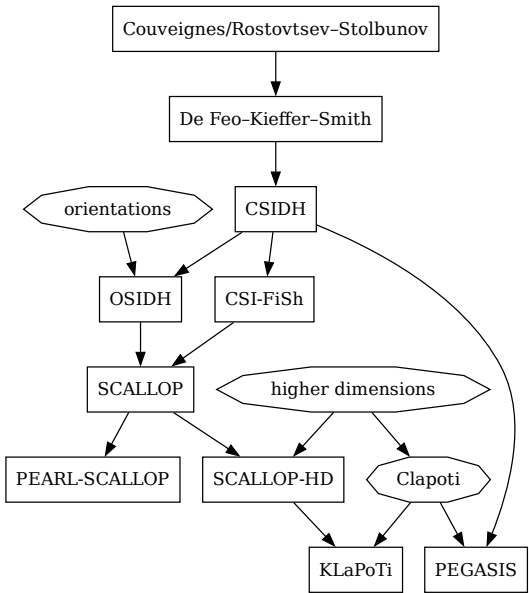 Couveignes/Rostovtsev–Stolbunov
De Feo–Kieffer–Smith
orientations
CSIDH
OSIDH
CSI-FiSh
SCALLOP
higher dimensions
PEARL-SCALLOP
SCALLOP-HD
Clapoti
KLaPoTi
PEGASIS